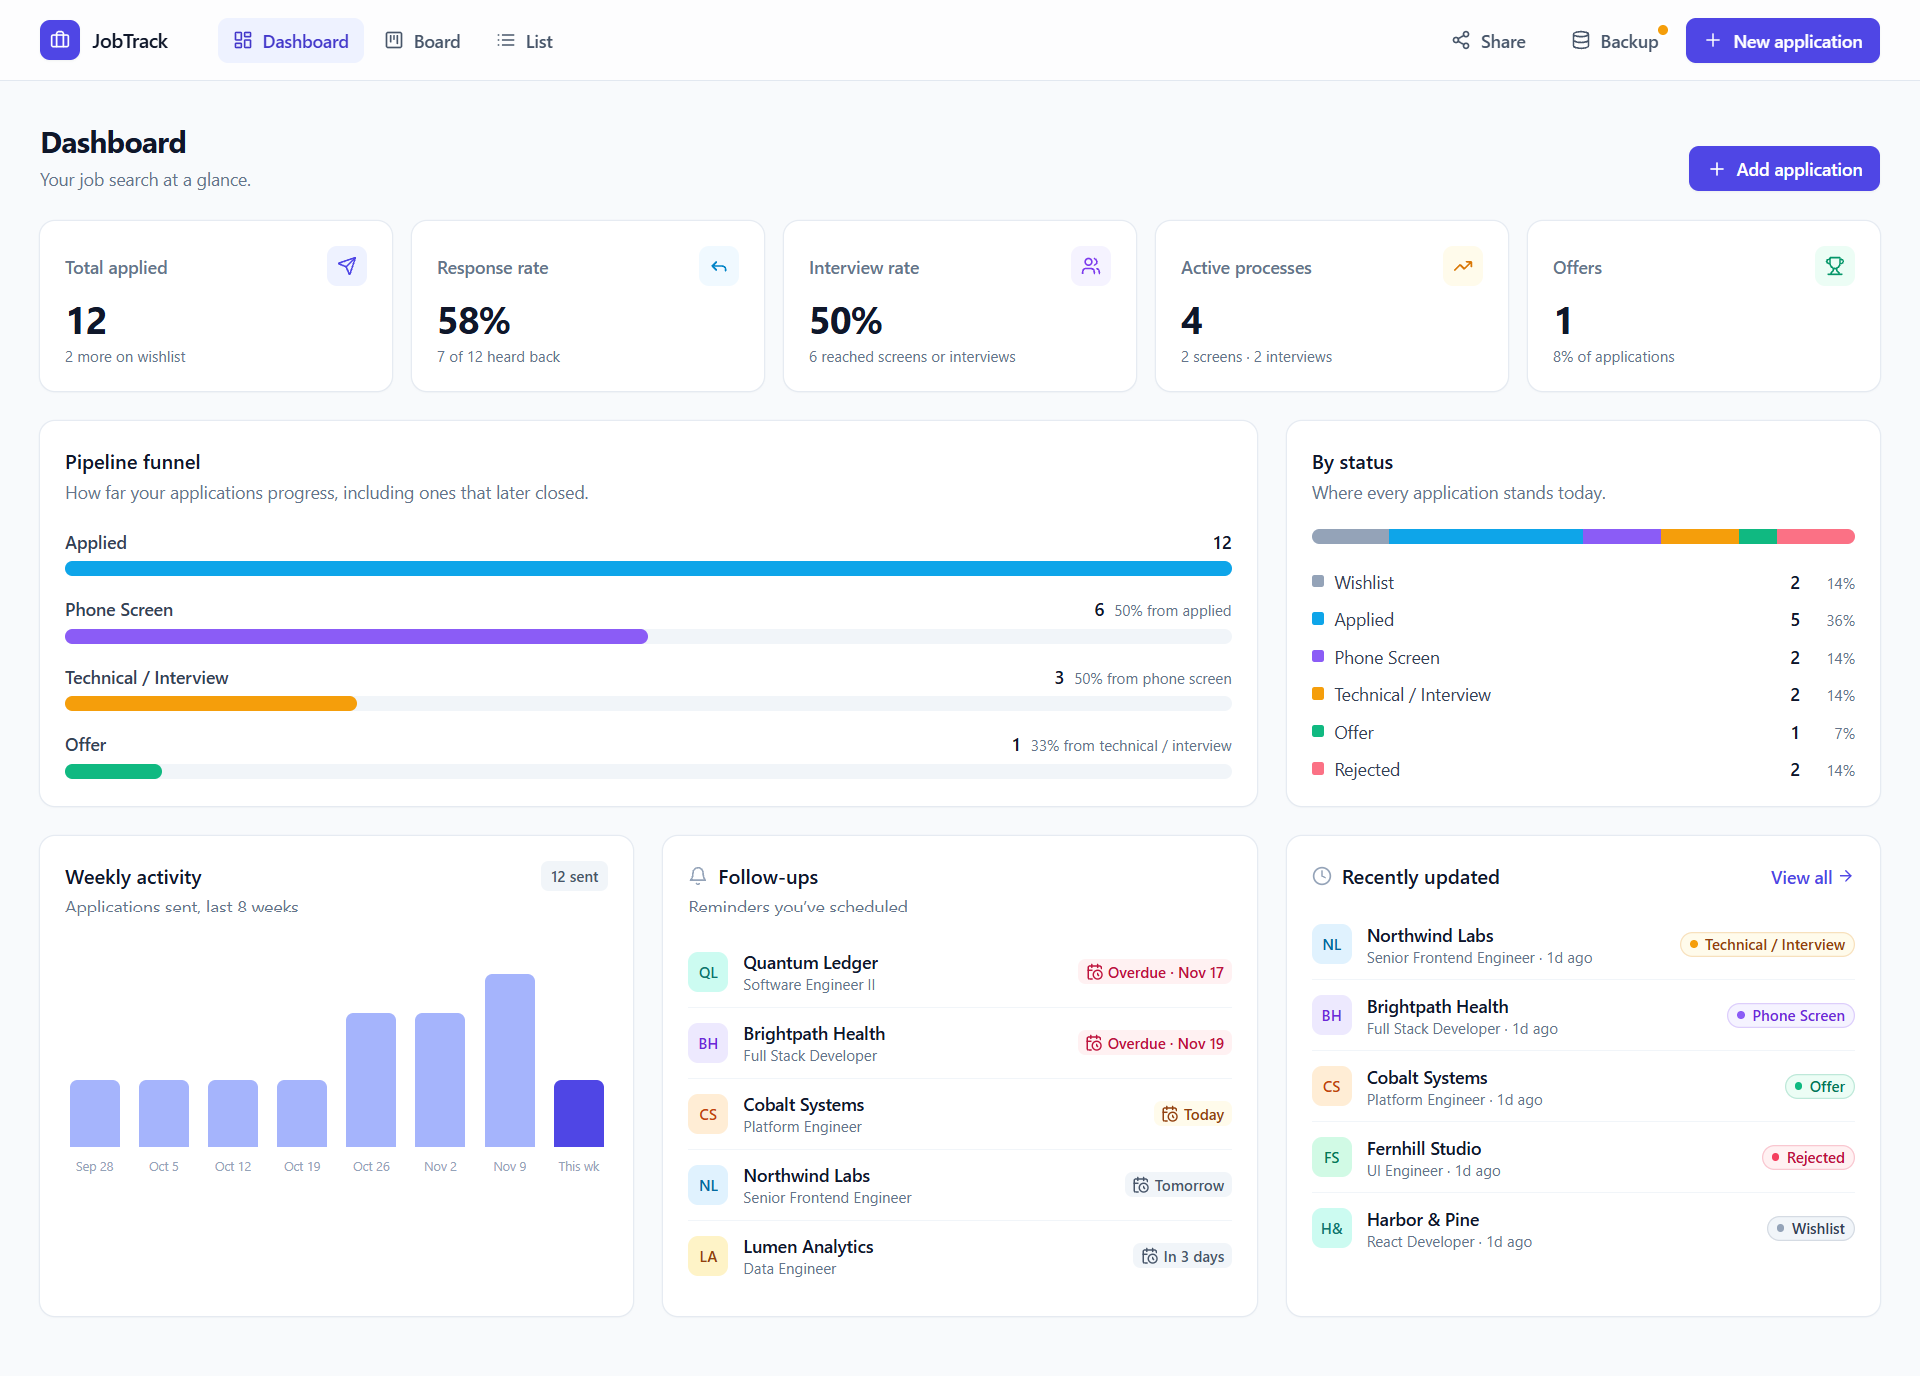 JobTrack
Dashboard
Board
List
Share
Backup
New application
Dashboard
Your job search at a glance.
Add application
Total applied
12
2 more on wishlist
Response rate
58%
7 of 12 heard back
Interview rate
50%
6 reached screens or interviews
Active processes
4
2 screens · 2 interviews
Offers
1
8% of applications
Pipeline funnel
How far your applications progress, including ones that later closed.
Applied 12
Phone Screen 6 50% from applied
Technical / Interview 3 50% from phone screen
Offer 1 33% from technical / interview
By status
Where every application stands today.
Wishlist 2 14%
Applied 5 36%
Phone Screen 2 14%
Technical / Interview 2 14%
Offer 1 7%
Rejected 2 14%
Weekly activity 12 sent
Applications sent, last 8 weeks
Sep 28 Oct 5 Oct 12 Oct 19 Oct 26 Nov 2 Nov 9 This wk
Follow-ups
Reminders you've scheduled
QL Quantum Ledger Overdue · Nov 17
Software Engineer II
BH Brightpath Health Overdue · Nov 19
Full Stack Developer
CS Cobalt Systems Today
Platform Engineer
NL Northwind Labs Tomorrow
Senior Frontend Engineer
LA Lumen Analytics In 3 days
Data Engineer
Recently updated View all
NL Northwind Labs Technical / Interview
Senior Frontend Engineer · 1d ago
BH Brightpath Health Phone Screen
Full Stack Developer · 1d ago
CS Cobalt Systems Offer
Platform Engineer · 1d ago
FS Fernhill Studio Rejected
UI Engineer · 1d ago
H& Harbor & Pine Wishlist
React Developer · 1d ago